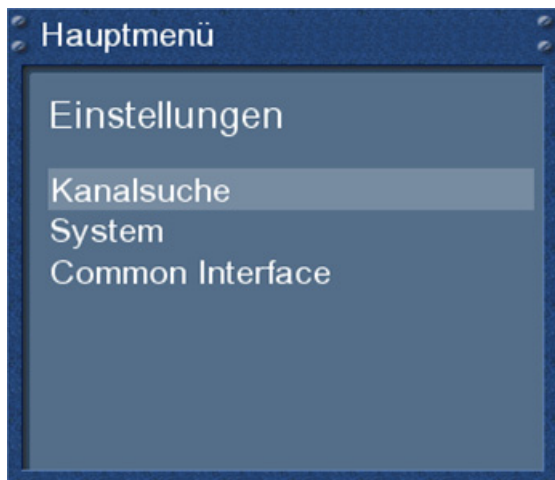 Hauptmenü
Einstellungen
Kanalsuche
System
Common Interface